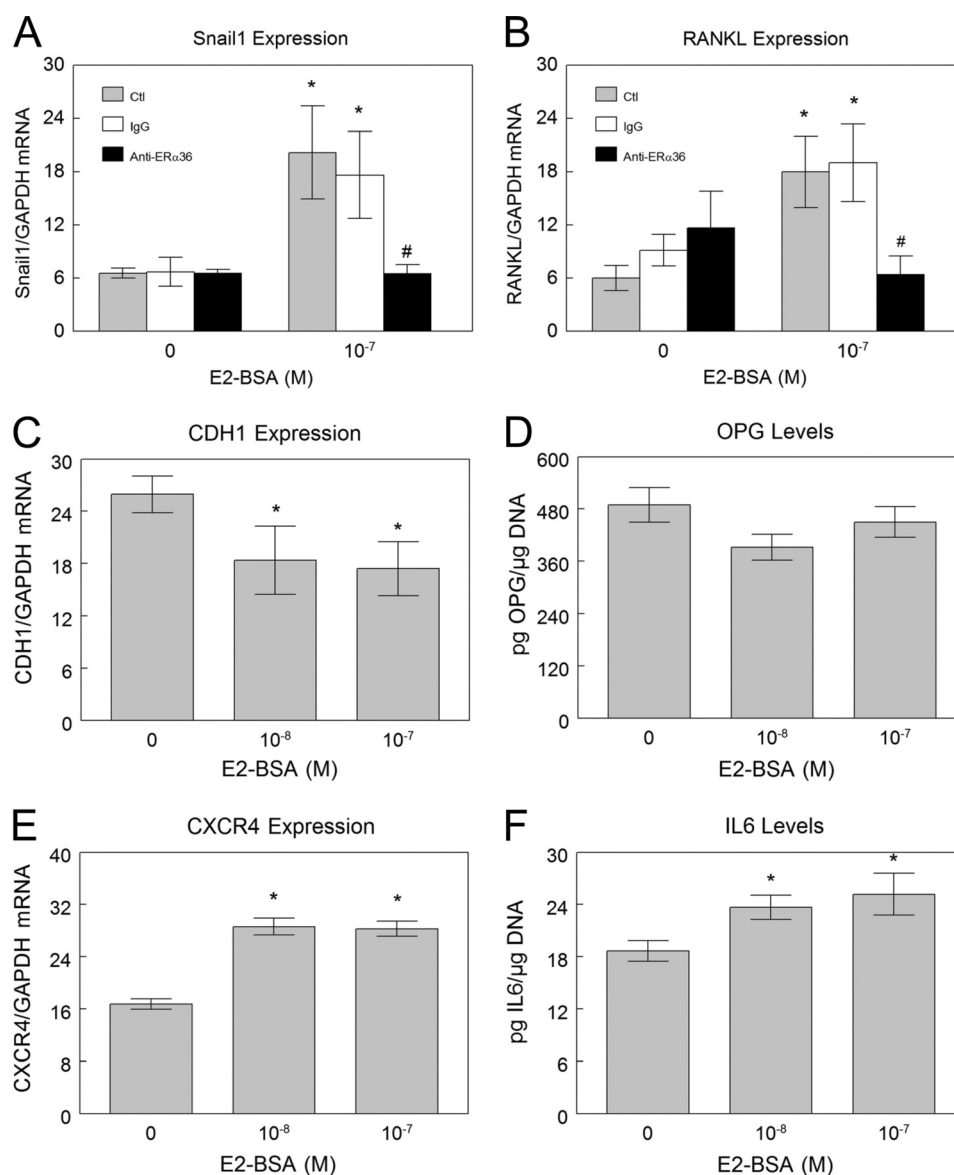 A
Snail1 Expression
Snail1/GAPDH mRNA
30
24
18
12
6
0
Ctl
IgG
Anti-ERα36
*
*
#
0
10⁻⁷
E2-BSA (M)
B
RANKL Expression
RANKL/GAPDH mRNA
30
24
18
12
6
0
Ctl
IgG
Anti-ERα36
*
*
#
0
10⁻⁷
E2-BSA (M)
C
CDH1 Expression
CDH1/GAPDH mRNA
30
24
18
12
6
0
*
*
0
10⁻⁸
10⁻⁷
E2-BSA (M)
D
OPG Levels
pg OPG/µg DNA
600
480
360
240
120
0
0
10⁻⁸
10⁻⁷
E2-BSA (M)
E
CXCR4 Expression
CXCR4/GAPDH mRNA
40
32
28
16
8
0
*
*
0
10⁻⁸
10⁻⁷
E2-BSA (M)
F
IL6 Levels
pg IL6/µg DNA
30
24
18
12
6
0
*
*
0
10⁻⁸
10⁻⁷
E2-BSA (M)